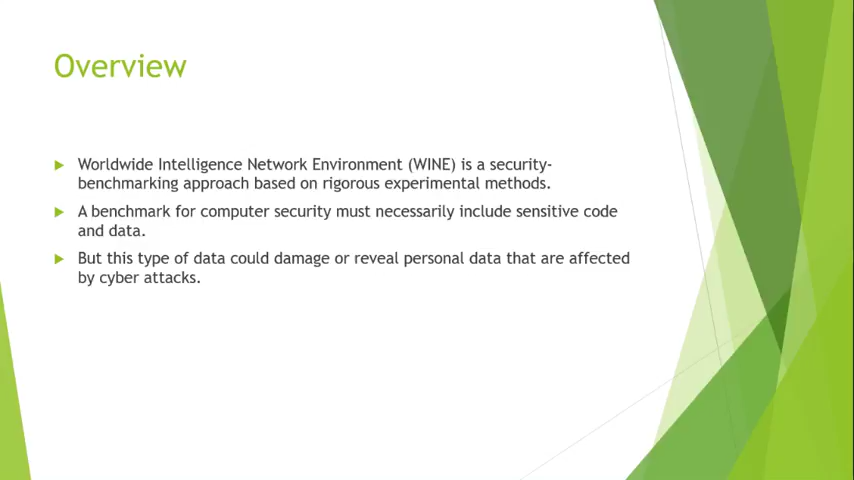 Overview
Worldwide Intelligence Network Environment (WINE) is a security-
benchmarking approach based on rigorous experimental methods.
A benchmark for computer security must necessarily include sensitive code
and data.
But this type of data could damage or reveal personal data that are affected
by cyber attacks.